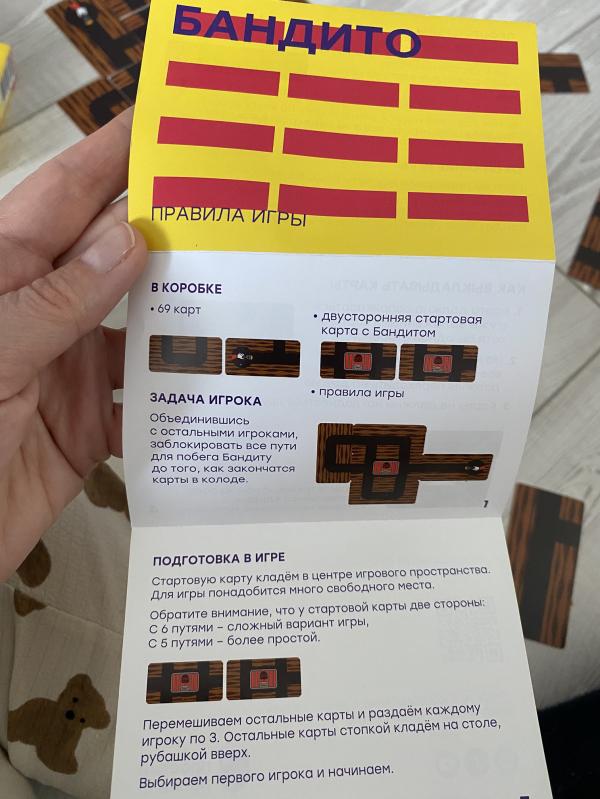 БАНДИТО
ПРАВИЛА ИГРЫ
В КОРОБКЕ
• 69 карт
• двусторонняя стартовая
карта с Бандитом
• правила игры
ЗАДАЧА ИГРОКА
Объединившись
с остальными игроками,
заблокировать все пути
для побега Бандиту
до того, как закончатся
карты в колоде.
1
ПОДГОТОВКА В ИГРЕ
Стартовую карту кладём в центре игрового пространства.
Для игры понадобится много свободного места.
Обратите внимание, что у стартовой карты две стороны:
С 6 путями – сложный вариант игры,
С 5 путями – более простой.
Перемешиваем остальные карты и раздаём каждому
игроку по 3. Остальные карты стопкой кладём на столе,
рубашкой вверх.
Выбираем первого игрока и начинаем.